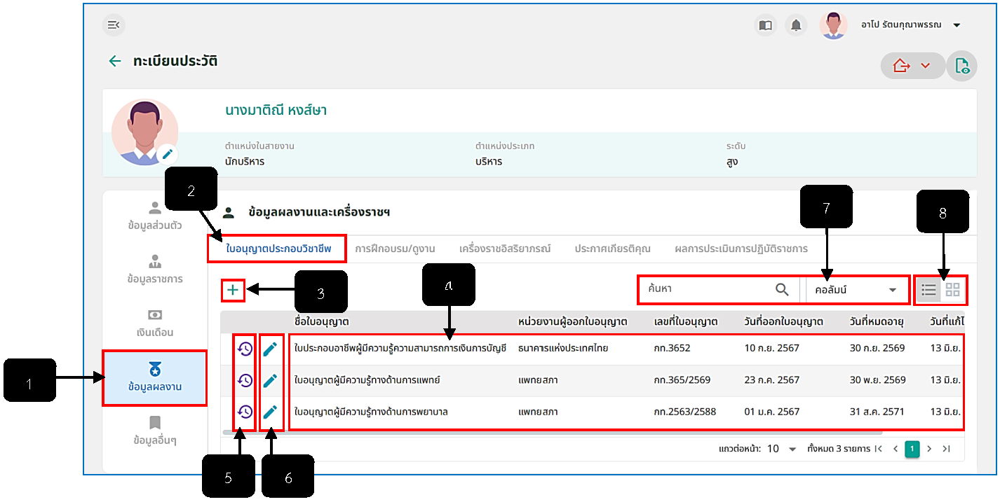 อาโป รัตนกุณาพรรณ
ทะเบียนประวัติ
นางมาติณี หงส์ษา
ตำแหน่งในสายงาน ตำแหน่งประเภท ระดับ
นักบริหาร บริหาร สูง
2
7
8
ข้อมูลส่วนตัว
ข้อมูลผลงานและเครื่องราชฯ
ใบอนุญาตประกอบวิชาชีพ การฝึกอบรม/ดูงาน เครื่องราชอิสริยาภรณ์ ประกาศเกียรติคุณ ผลการประเมินการปฏิบัติราชการ
ข้อมูลราชการ
3
4
ค้นหา คอลัมน์
เงินเดือน
ชื่อใบอนุญาต หน่วยงานผู้ออกใบอนุญาต เลขที่ใบอนุญาต วันที่ออกใบอนุญาต วันที่หมดอายุ วันที่แก้ไ
ใบประกอบอาชีพผู้มีความรู้ความสามารถการเงินการบัญชี ธนาคารแห่งประเทศไทย กท.3652 10 ก.ย. 2567 30 ก.ย. 2569 13 มิ.ย.
1
ข้อมูลผลงาน
ใบอนุญาตผู้มีความรู้ทางด้านการแพทย์ แพทยสภา กท.365/2569 23 ก.ค. 2567 30 พ.ย. 2569 13 มิ.ย.
ใบอนุญาตผู้มีความรู้ทางด้านการพยาบาล แพทยสภา กท.2563/2588 01 ม.ค. 2567 31 ส.ค. 2571 13 มิ.ย.
ข้อมูลอื่นๆ
แถวต่อหน้า: 10 ทั้งหมด 3 รายการ 1
5
6